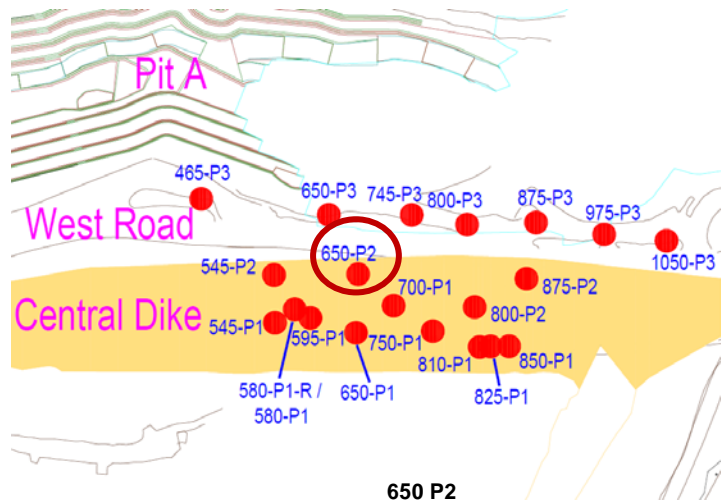 Pit A
465-P3
650-P3
745-P3
800-P3
875-P3
975-P3
1050-P3
West Road
650-P2
545-P2
700-P1
875-P2
Central Dike
800-P2
545-P1
595-P1
750-P1
810-P1
850-P1
580-P1-R /
580-P1
650-P1
825-P1
650 P2